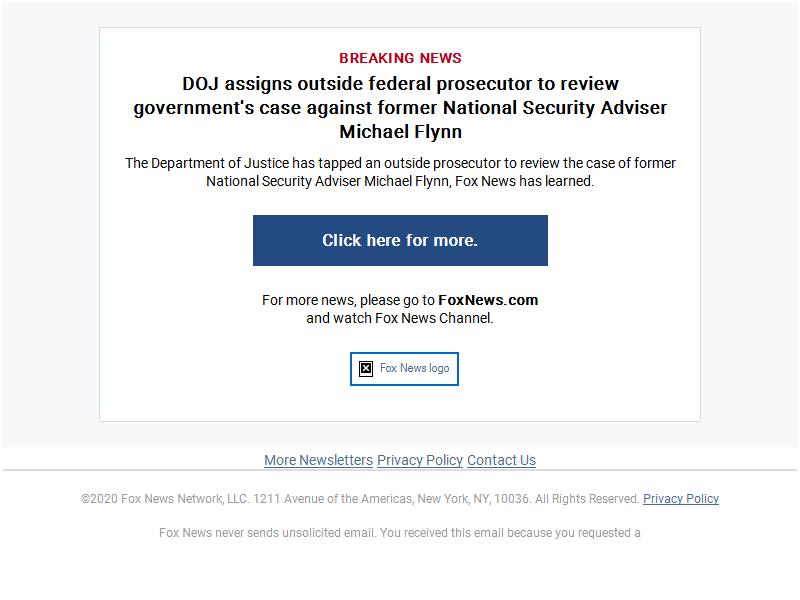 BREAKING NEWS
DOJ assigns outside federal prosecutor to review
government's case against former National Security Adviser
Michael Flynn
The Department of Justice has tapped an outside prosecutor to review the case of former
National Security Adviser Michael Flynn, Fox News has learned.
Click here for more.
For more news, please go to FoxNews.com
and watch Fox News Channel.
Fox News logo
More Newsletters Privacy Policy Contact Us
©2020 Fox News Network, LLC. 1211 Avenue of the Americas, New York, NY, 10036. All Rights Reserved. Privacy Policy
Fox News never sends unsolicited email. You received this email because you requested a